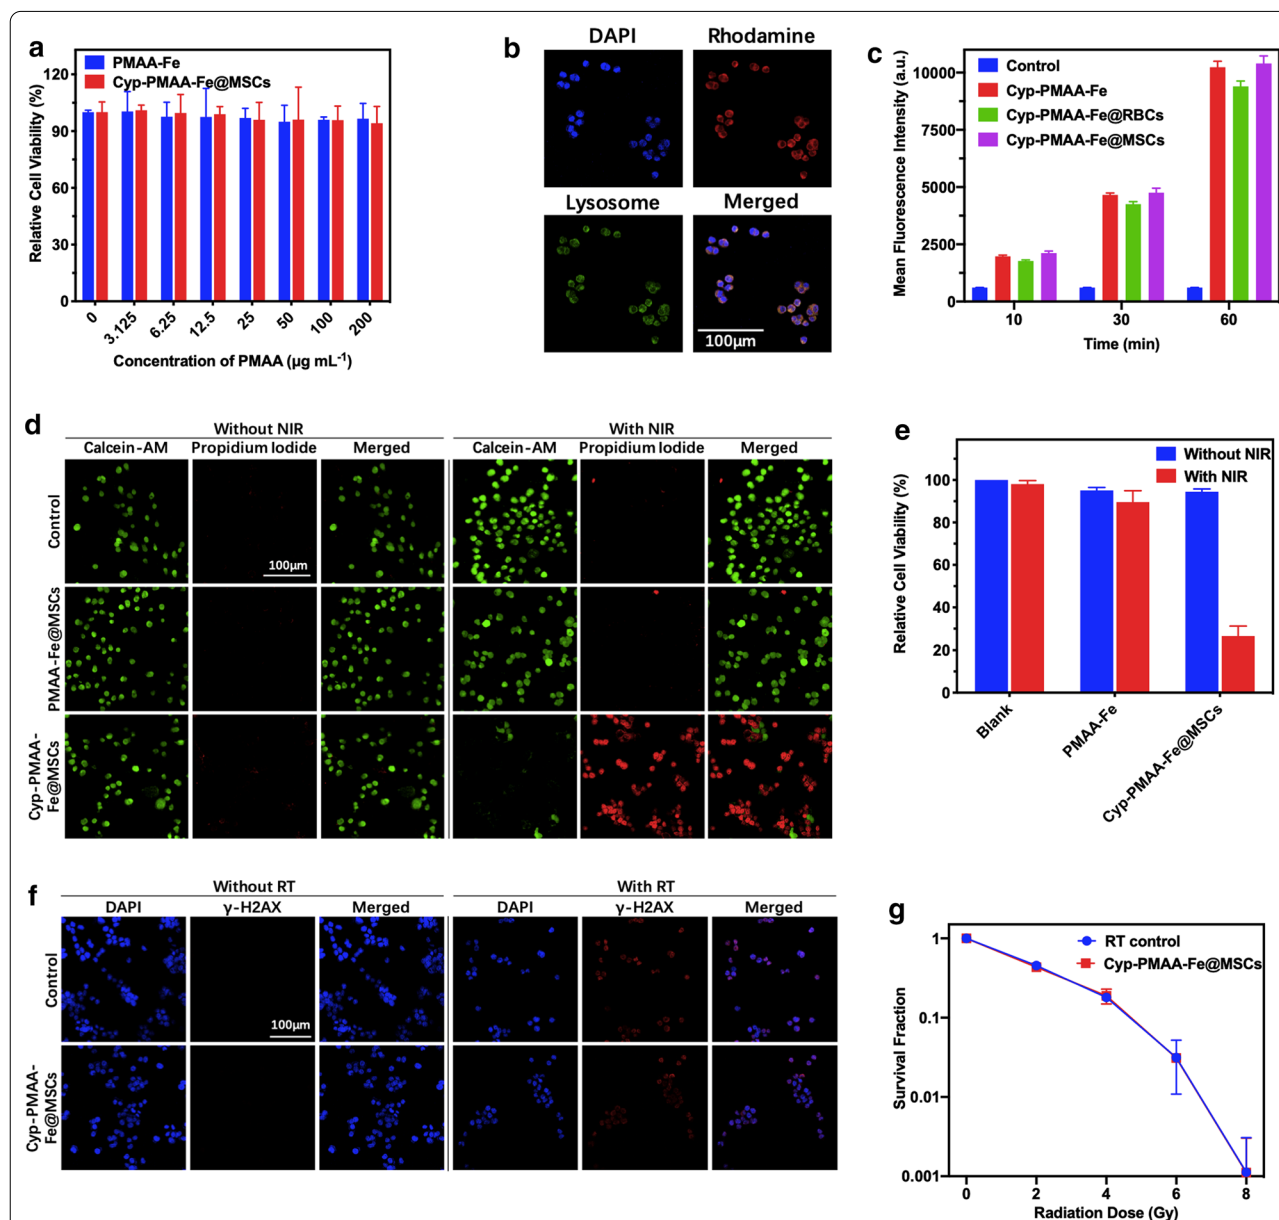 a
PMAA-Fe
Cyp-PMAA-Fe@MSCs
Relative Cell Viability (%)
120
90
60
30
0
0 3.125 6.25 12.5 25 50 100 200
Concentration of PMAA (µg mL-1)
b
DAPI Rhodamine
Lysosome Merged
100µm
c
Control
Cyp-PMAA-Fe
Cyp-PMAA-Fe@RBCs
Cyp-PMAA-Fe@MSCs
Mean Fluorescence Intensity (a.u.)
10000
7500
5000
2500
0
10 30 60
Time (min)
d
Without NIR With NIR
Calcein-AM Propidium Iodide Merged Calcein-AM Propidium Iodide Merged
Control
100µm
PMAA-Fe@MSCs
Cyp-PMAA-
Fe@MSCs
e
Without NIR
With NIR
Relative Cell Viability (%)
100
80
60
40
20
0
Blank PMAA-Fe Cyp-PMAA-Fe@MSCs
f
Without RT With RT
DAPI γ-H2AX Merged DAPI γ-H2AX Merged
Control
100µm
Cyp-PMAA-
Fe@MSCs
g
RT control
Cyp-PMAA-Fe@MSCs
Survival Fraction
1
0.1
0.01
0.001
0 2 4 6 8
Radiation Dose (Gy)